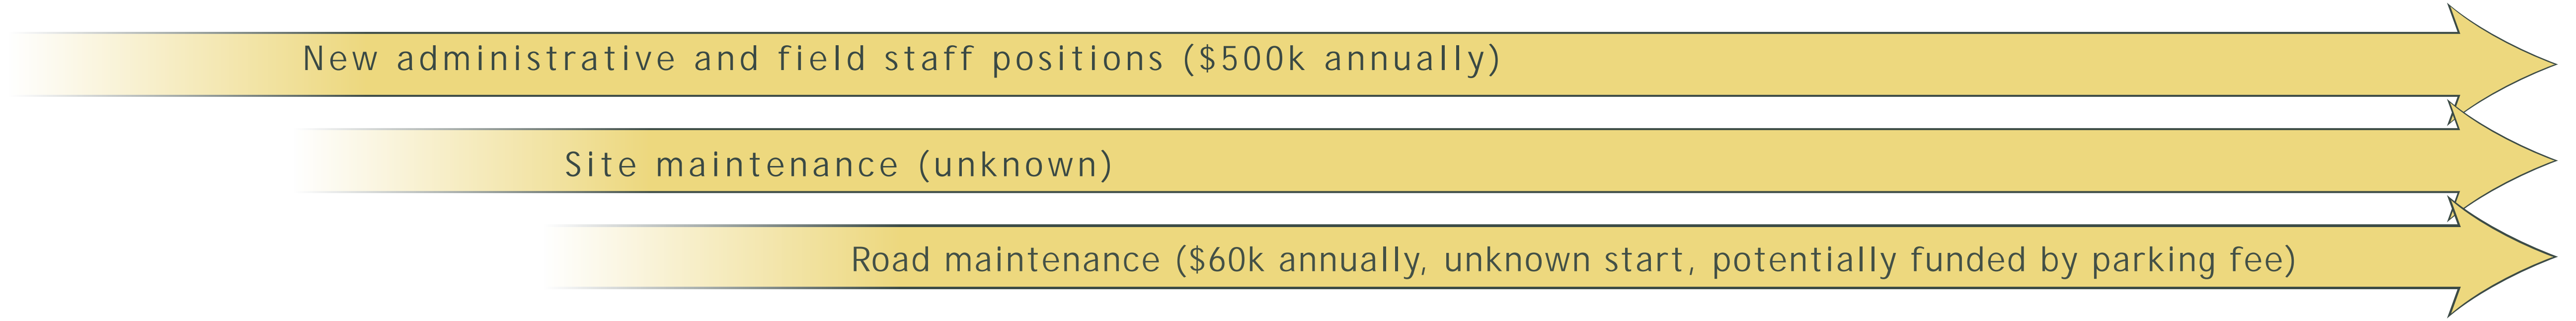 New administrative and field staff positions ($500k annually)
Site maintenance (unknown)
Road maintenance ($60k annually, unknown start, potentially funded by parking fee)